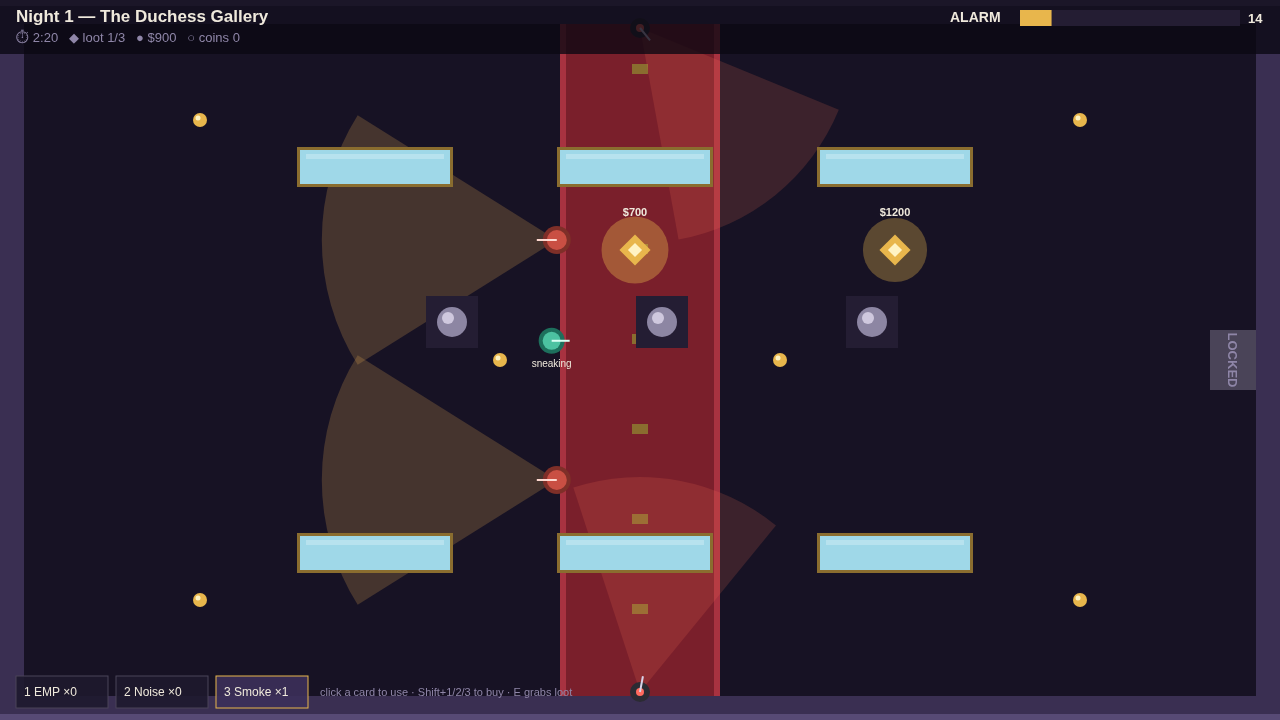 Night 1 — The Duchess Gallery
ALARM
14
⏱ 2:20 ◆ loot 1/3 ● $900 ○ coins 0
$700
$1200
sneaking
LOCKED
1 EMP ×0
2 Noise ×0
3 Smoke ×1
click a card to use · Shift+1/2/3 to buy · E grabs loot